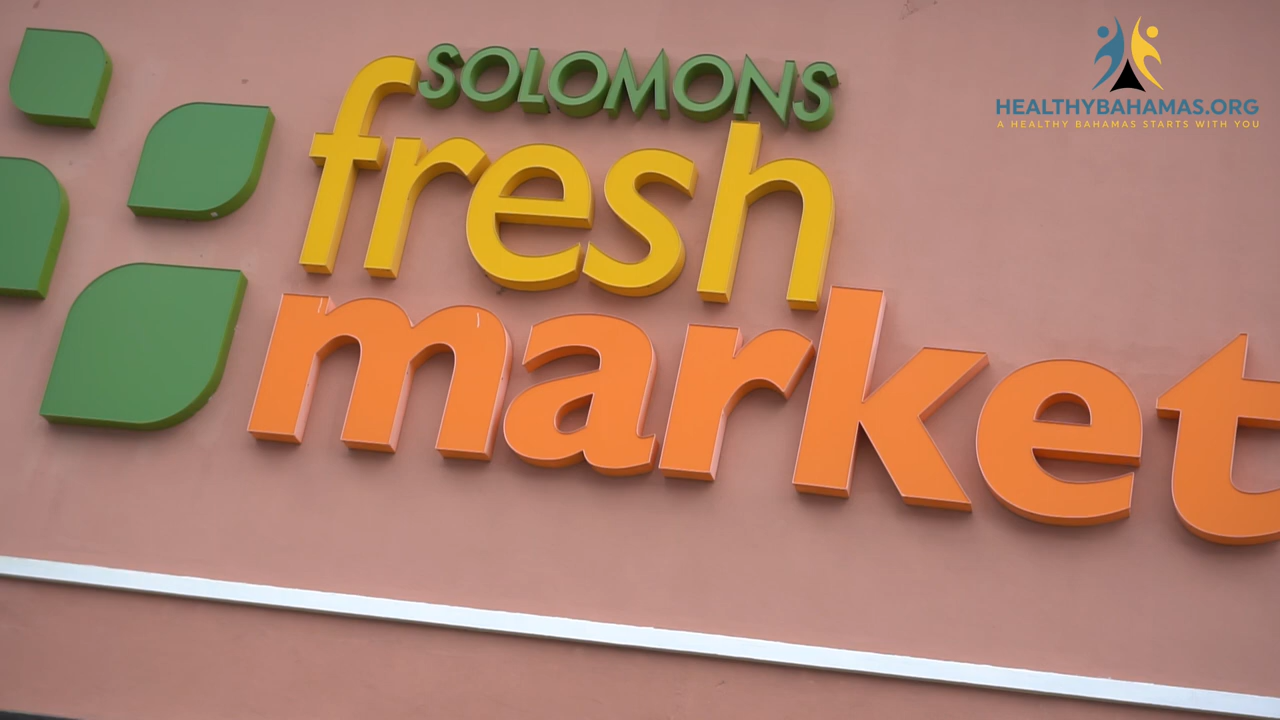 SOLOMONS
fresh
market
HEALTHYBAHAMAS.ORG
A HEALTHY BAHAMAS STARTS WITH YOU